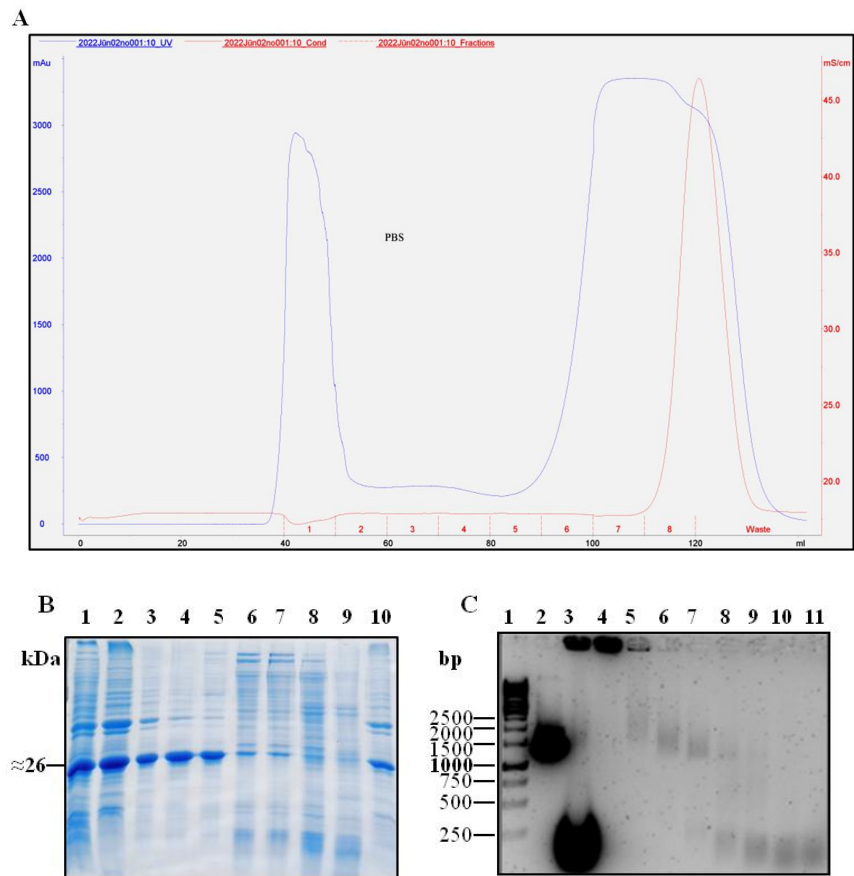 A
2022Jün02no001:10_UV 2022Jün02no001:10_Cond 2022Jün02no001:10_Fractions
mAu mS/cm
3000
2500
2000
1500
1000
500
0
45.0
40.0
35.0
30.0
25.0
20.0
PBS
1 2 3 4 5 6 7 8 Waste
0 20 40 60 80 100 120 ml
B
1 2 3 4 5 6 7 8 9 10
kDa
≈26
C
1 2 3 4 5 6 7 8 9 10 11
bp
2500
2000
1500
1000
750
500
250